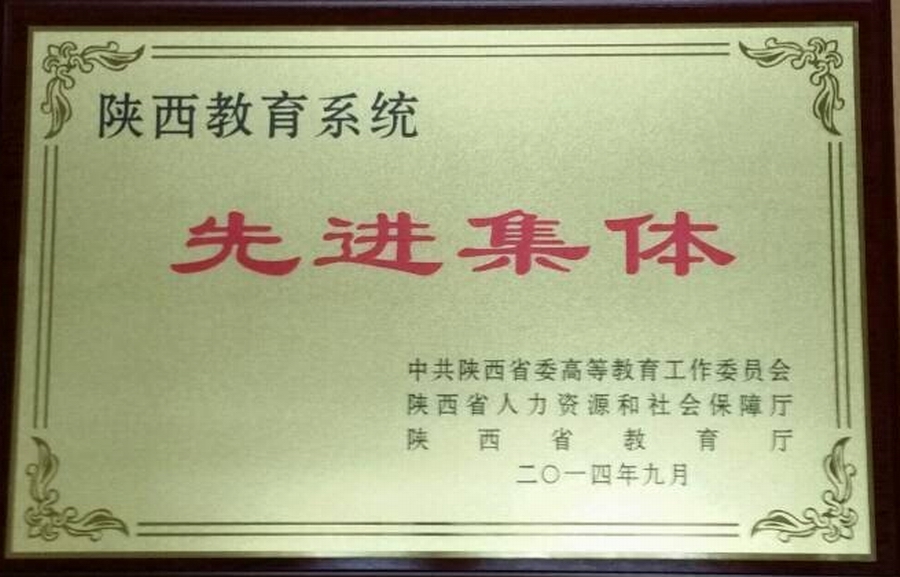 陕西教育系统
先进集体
中共陕西省委高等教育工作委员会
陕西省人力资源和社会保障厅
陕西省教育厅
二〇一四年九月